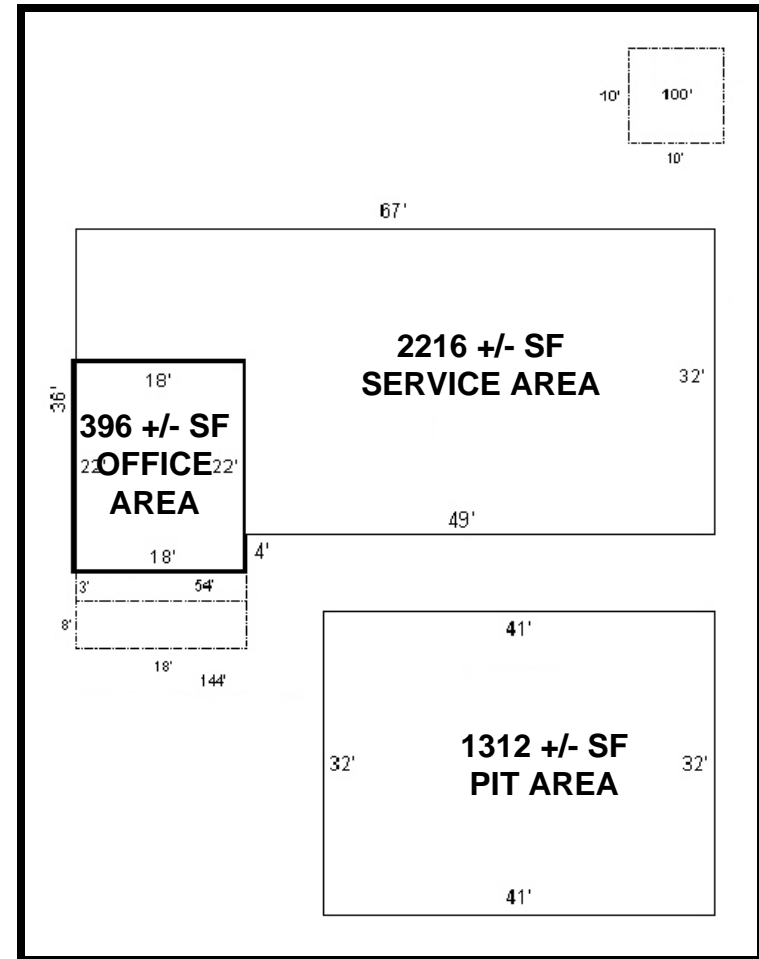 10' 100'
10'
67'
2216 +/- SF
SERVICE AREA
32'
36'
18'
396 +/- SF
22' OFFICE 22'
AREA
18'
49'
4'
3' 54'
8'
18'
144'
41'
1312 +/- SF
PIT AREA
32' 32'
41'